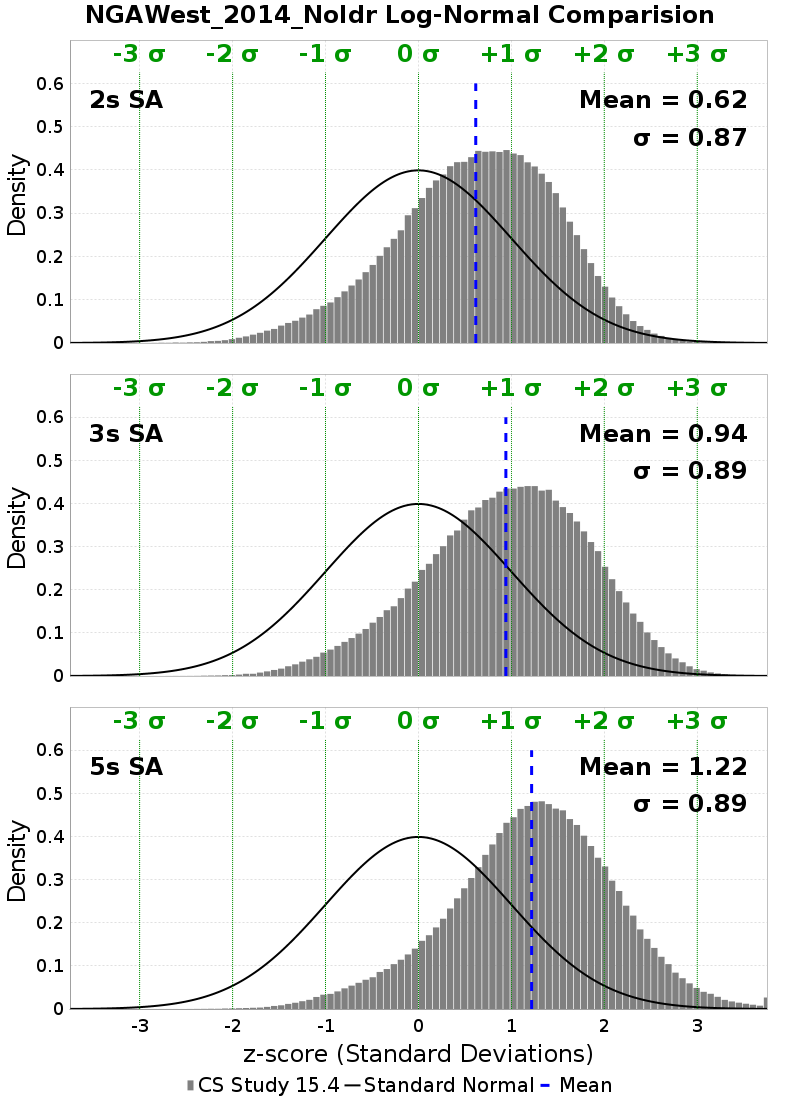 NGAWest_2014_NoIdr Log-Normal Comparision
-3 σ -2 σ -1 σ 0 σ +1 σ +2 σ +3 σ
2s SA
Mean = 0.62
σ = 0.87
Density
0.6
0.5
0.4
0.3
0.2
0.1
0
-3 σ -2 σ -1 σ 0 σ +1 σ +2 σ +3 σ
3s SA
Mean = 0.94
σ = 0.89
Density
0.6
0.5
0.4
0.3
0.2
0.1
0
-3 σ -2 σ -1 σ 0 σ +1 σ +2 σ +3 σ
5s SA
Mean = 1.22
σ = 0.89
Density
0.6
0.5
0.4
0.3
0.2
0.1
0
-3 -2 -1 0 1 2 3
z-score (Standard Deviations)
CS Study 15.4 Standard Normal Mean